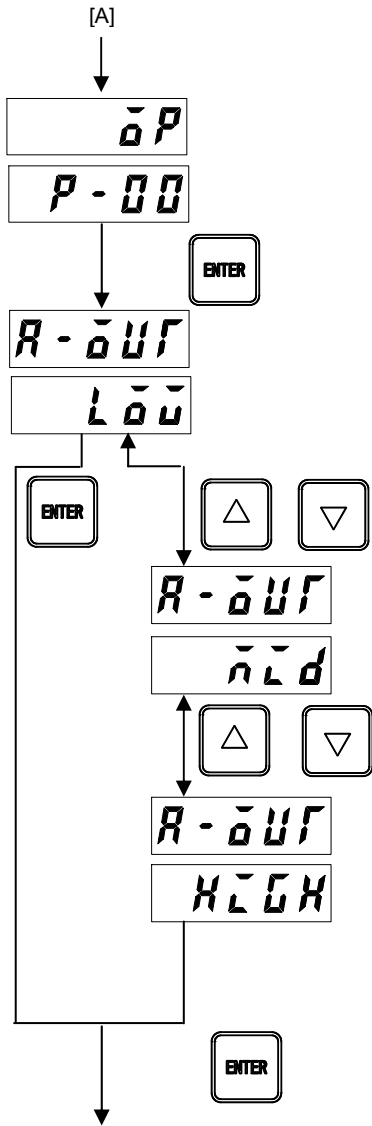 [A]
OP
P-00
ENTER
A-OUT
LOW
ENTER
△ ▽
A-OUT
MID
△ ▽
A-OUT
HIGH
ENTER